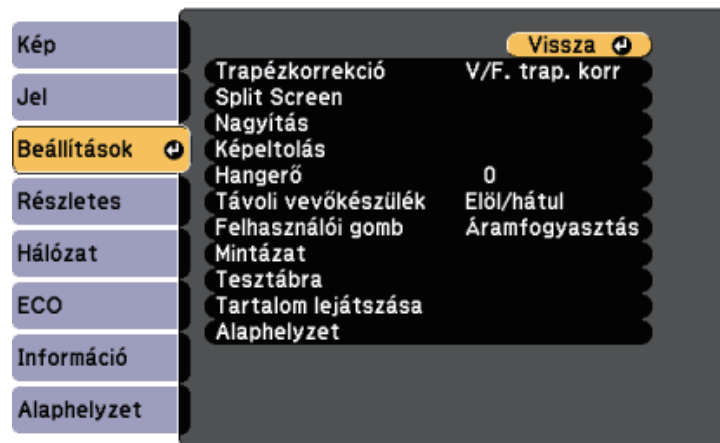 Kép
Jel
Beállítások
Részletes
Hálózat
ECO
Információ
Alaphelyzet
Vissza
Trapézkorrekció V/F. trap. korr
Split Screen
Nagyítás
Képeltolás
Hangerő 0
Távoli vevőkészülék Elöl/hátul
Felhasználói gomb Áramfogyasztás
Mintázat
Tesztábra
Tartalom lejátszása
Alaphelyzet